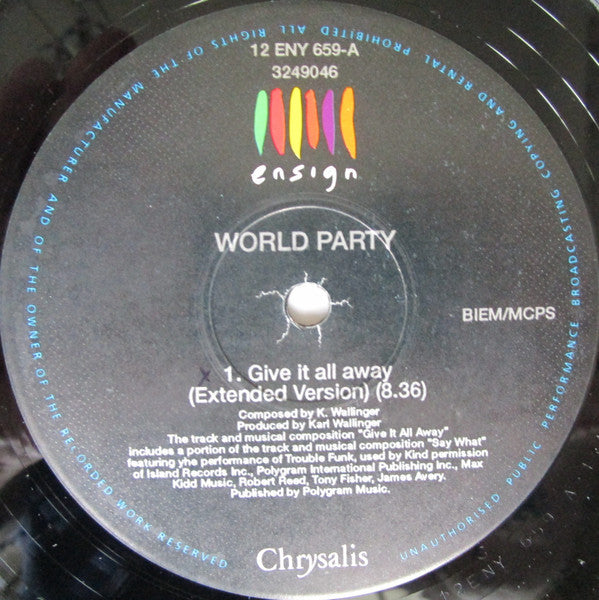 12 ENY 659-A
3249046
ensign
WORLD PARTY
BIEM/MCPS
1. Give it all away
(Extended Version) (8.36)
Composed by K. Wallinger
Produced by Karl Wallinger
The track and musical composition "Give It All Away"
includes a portion of the track and musical composition "Say What"
featuring yhe performance of Trouble Funk, used by Kind permission
of Island Records Inc., Polygram International Publishing Inc., Max
Kidd Music, Robert Reed, Tony Fisher, James Avery.
Published by Polygram Music.
Chrysalis
ALL RIGHTS OF THE MANUFACTURER AND OF THE OWNER OF THE RECORDED WORK RESERVED
UNAUTHORISED PUBLIC PERFORMANCE BROADCASTING COPYING AND RENTAL PROHIBITED
12ENY 659 A